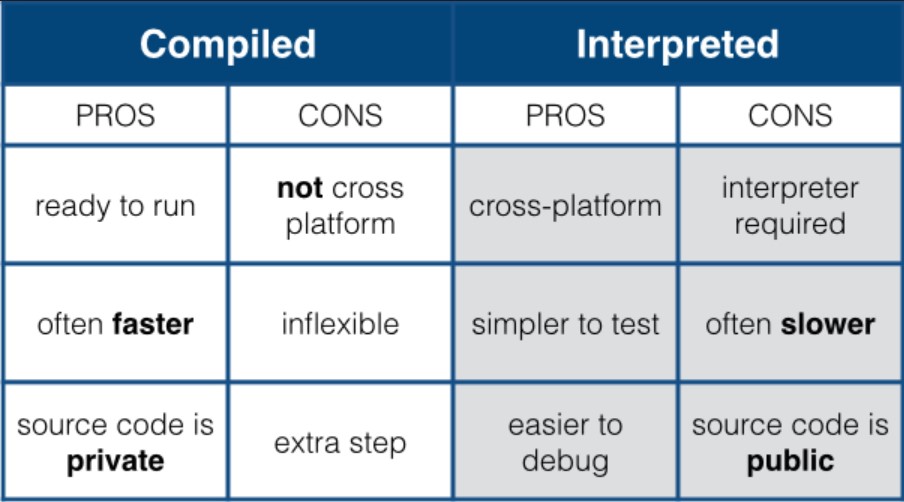 Compiled
Interpreted
PROS
CONS
PROS
CONS
ready to run
not cross
platform
cross-platform
interpreter
required
often faster
inflexible
simpler to test
often slower
source code is
private
extra step
easier to
debug
source code is
public